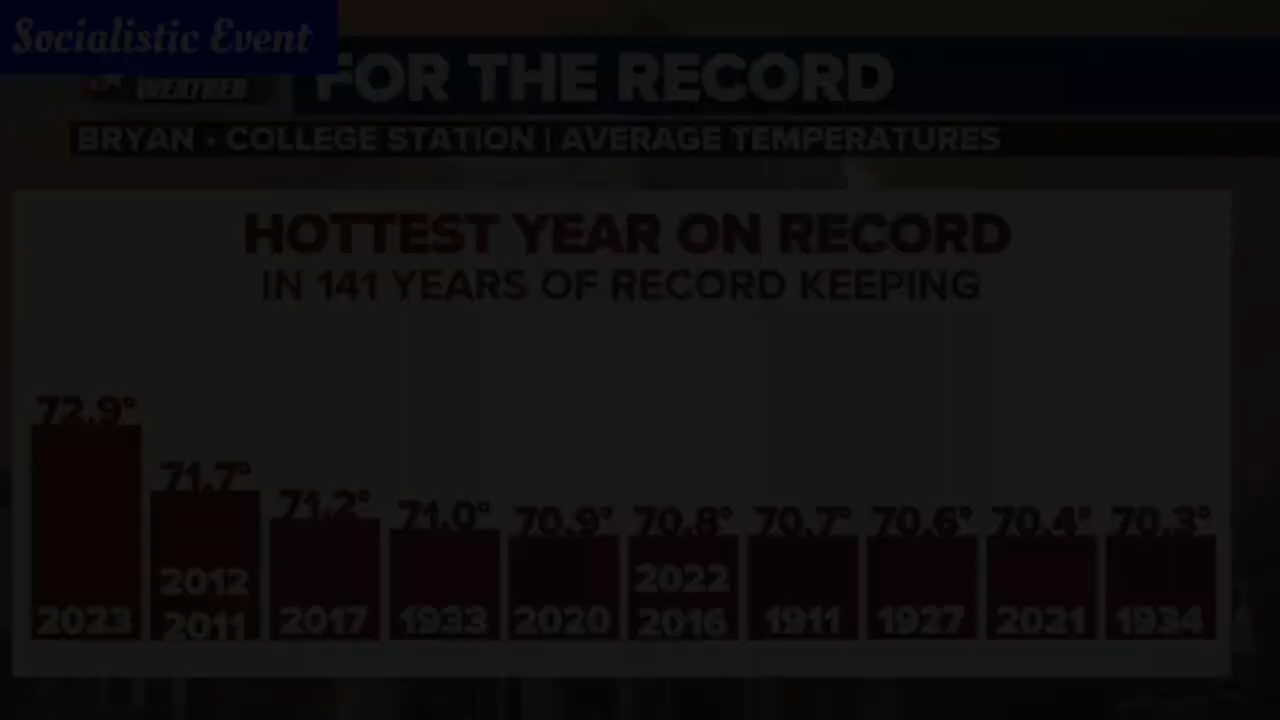 Socialistic Event
WEATHER
FOR THE RECORD
BRYAN • COLLEGE STATION | AVERAGE TEMPERATURES
HOTTEST YEAR ON RECORD
IN 141 YEARS OF RECORD KEEPING
72.9° 71.7° 71.2° 71.0° 70.9° 70.8° 70.7° 70.6° 70.4° 70.3°
2012 2022
2023 2011 2017 1933 2020 2016 1911 1927 2021 1934